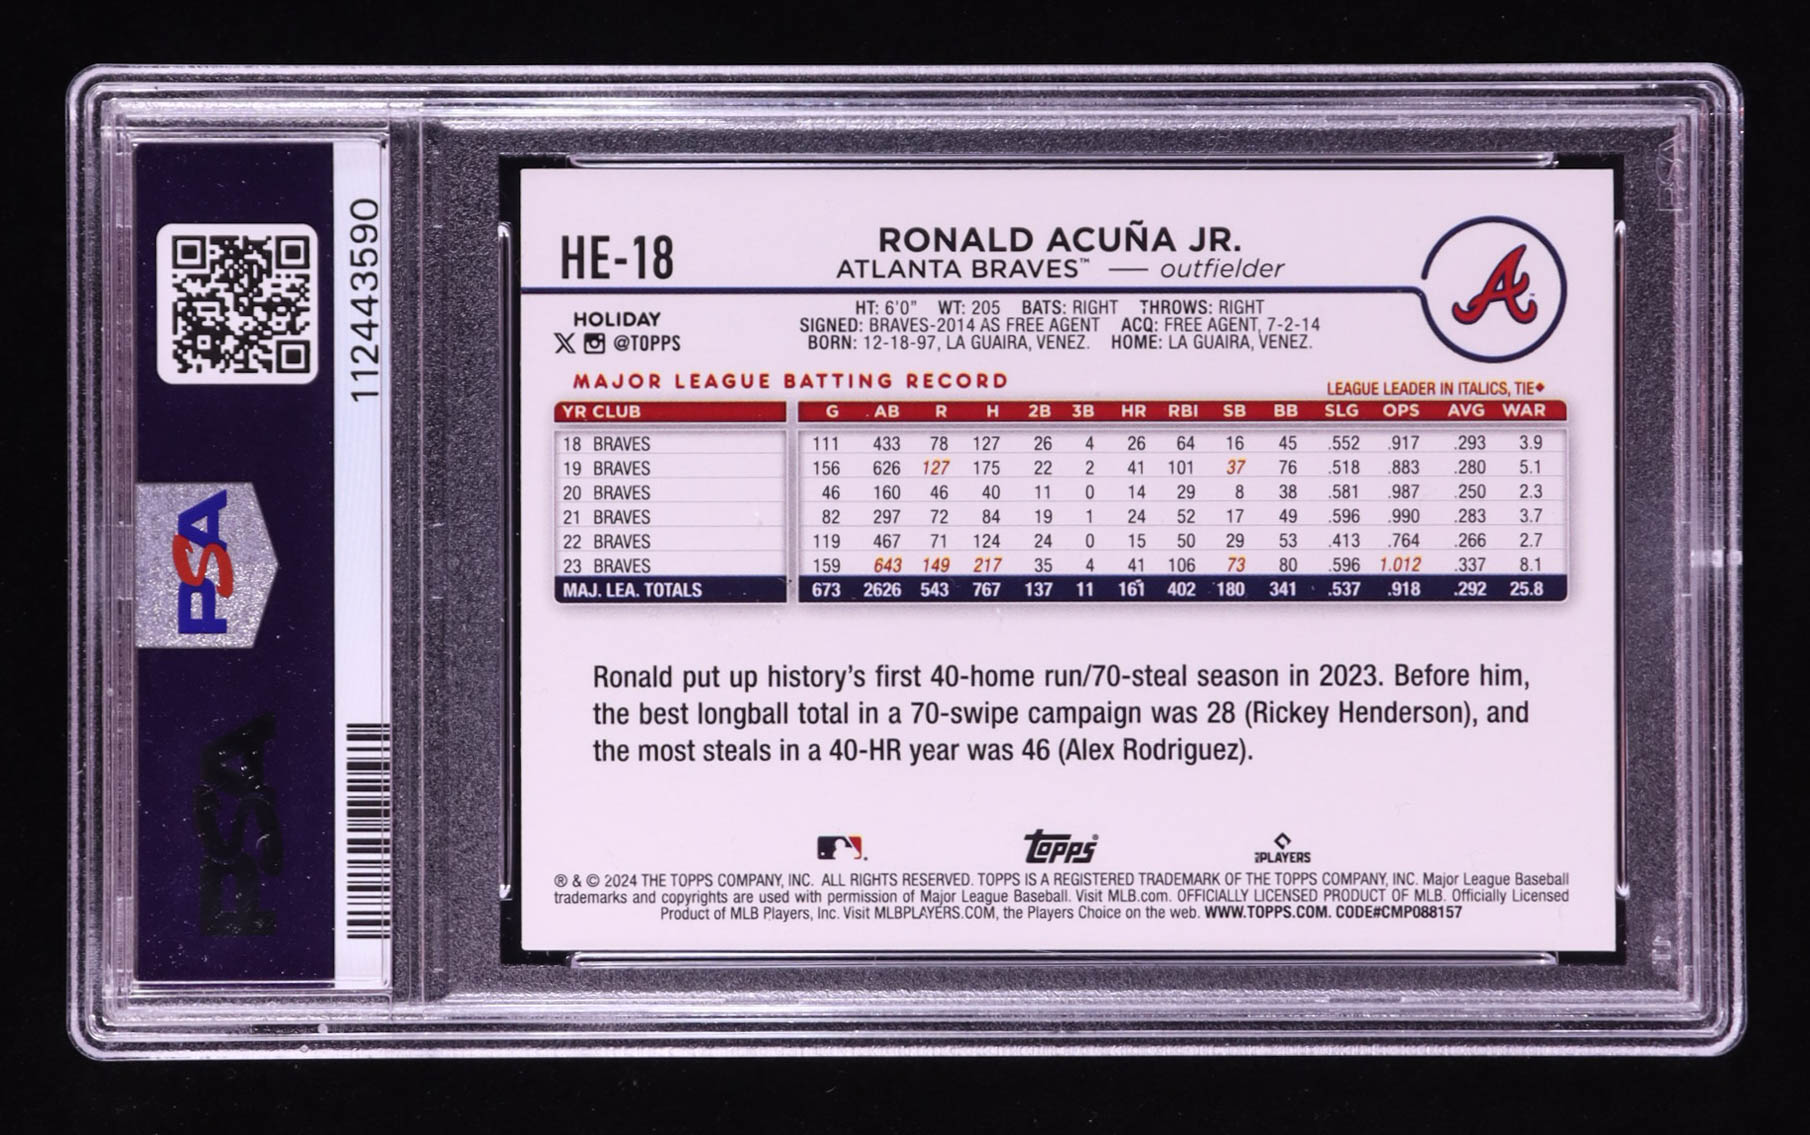 112443590
PSA
PSA
HE-18
RONALD ACUÑA JR.
ATLANTA BRAVES™ — outfielder
A
HOLIDAY
X @TOPPS
HT: 6'0" WT: 205 BATS: RIGHT THROWS: RIGHT
SIGNED: BRAVES-2014 AS FREE AGENT ACQ: FREE AGENT, 7-2-14
BORN: 12-18-97, LA GUAIRA, VENEZ. HOME: LA GUAIRA, VENEZ.
MAJOR LEAGUE BATTING RECORD
LEAGUE LEADER IN ITALICS, TIE◆
YR CLUB G AB R H 2B 3B HR RBI SB BB SLG OPS AVG WAR
18 BRAVES 111 433 78 127 26 4 26 64 16 45 .552 .917 .293 3.9
19 BRAVES 156 626 127 175 22 2 41 101 37 76 .518 .883 .280 5.1
20 BRAVES 46 160 46 40 11 0 14 29 8 38 .581 .987 .250 2.3
21 BRAVES 82 297 72 84 19 1 24 52 17 49 .596 .990 .283 3.7
22 BRAVES 119 467 71 124 24 0 15 50 29 53 .413 .764 .266 2.7
23 BRAVES 159 643 149 217 35 4 41 106 73 80 .596 1.012 .337 8.1
MAJ. LEA. TOTALS 673 2626 543 767 137 11 161 402 180 341 .537 .918 .292 25.8
Ronald put up history's first 40-home run/70-steal season in 2023. Before him,
the best longball total in a 70-swipe campaign was 28 (Rickey Henderson), and
the most steals in a 40-HR year was 46 (Alex Rodriguez).
Topps®
PLAYERS
® & © 2024 THE TOPPS COMPANY, INC. ALL RIGHTS RESERVED. TOPPS IS A REGISTERED TRADEMARK OF THE TOPPS COMPANY, INC. Major League Baseball
trademarks and copyrights are used with permission of Major League Baseball. Visit MLB.com. OFFICIALLY LICENSED PRODUCT OF MLB. Officially Licensed
Product of MLB Players, Inc. Visit MLBPLAYERS.COM, the Players Choice on the web. WWW.TOPPS.COM. CODE#CMP088157